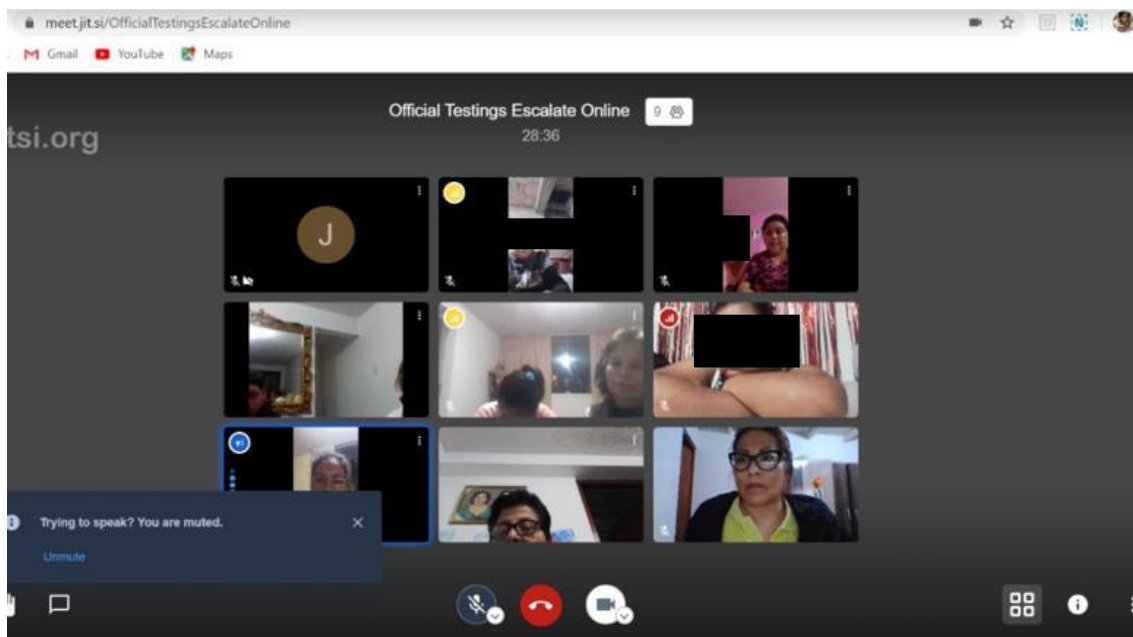 meet.jit.si/OfficialTestingsEscalateOnline
Gmail YouTube Maps
Official Testings Escalate Online 9
28:36
tsi.org
J
Trying to speak? You are muted.
Unmute